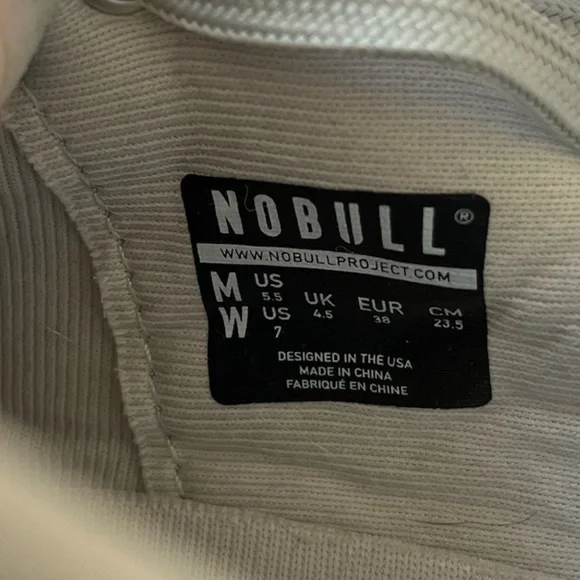 NOBULL®
WWW.NOBULLPROJECT.COM
M US 5.5 UK 4.5 EUR 38 CM 23.5
W US 7
DESIGNED IN THE USA
MADE IN CHINA
FABRIQUÉ EN CHINE